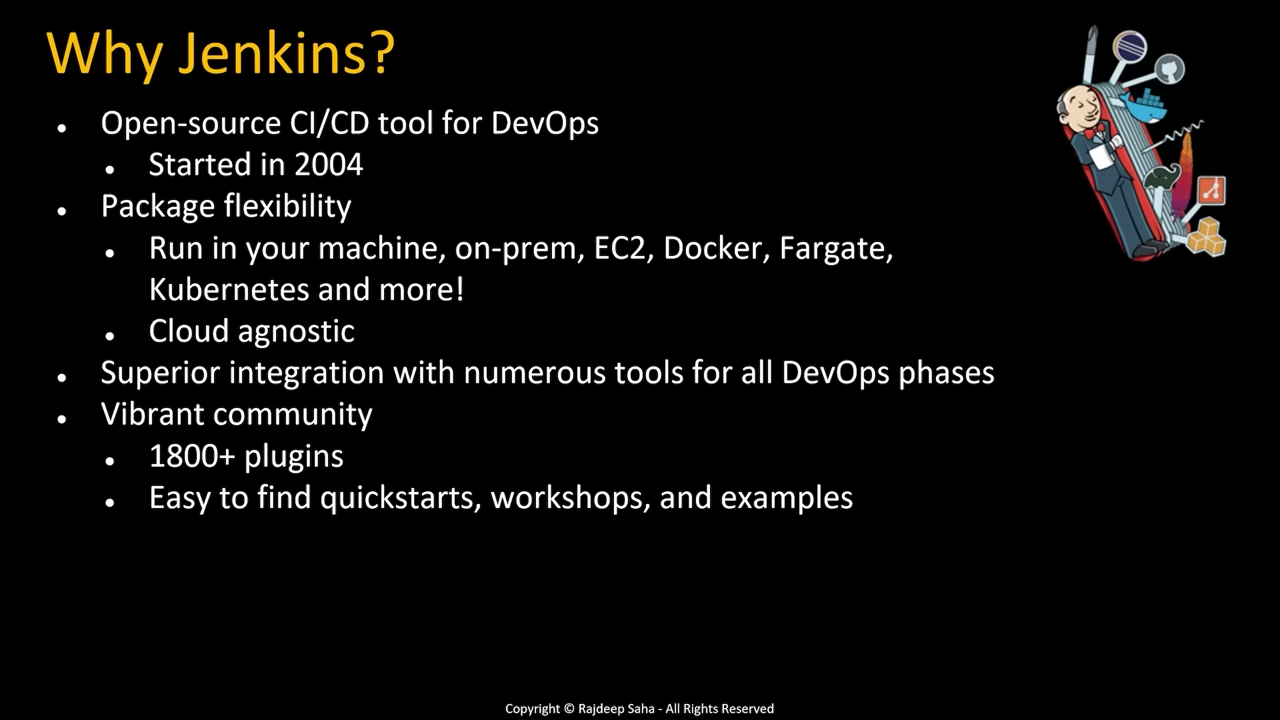 Why Jenkins?
● Open-source CI/CD tool for DevOps
● Started in 2004
● Package flexibility
● Run in your machine, on-prem, EC2, Docker, Fargate,
Kubernetes and more!
● Cloud agnostic
● Superior integration with numerous tools for all DevOps phases
● Vibrant community
● 1800+ plugins
● Easy to find quickstarts, workshops, and examples
Copyright © Rajdeep Saha - All Rights Reserved